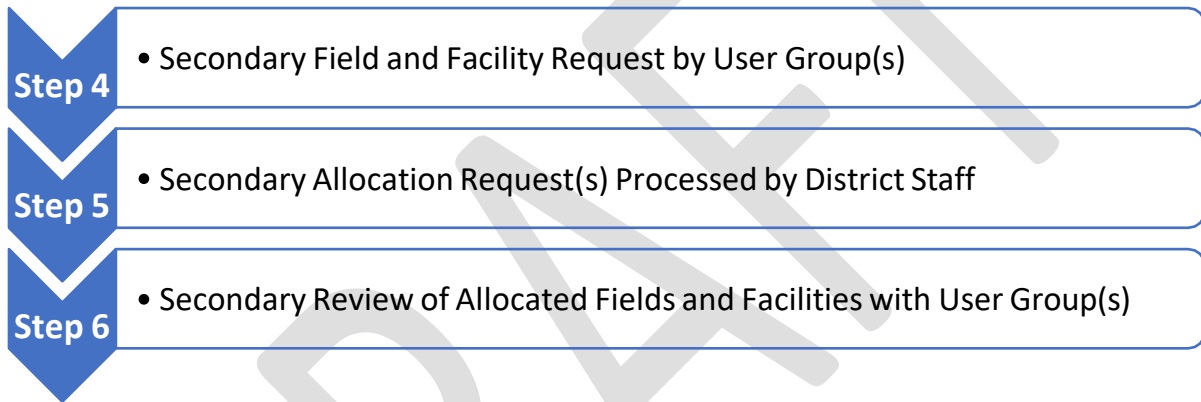 Step 4
• Secondary Field and Facility Request by User Group(s)
Step 5
• Secondary Allocation Request(s) Processed by District Staff
Step 6
• Secondary Review of Allocated Fields and Facilities with User Group(s)